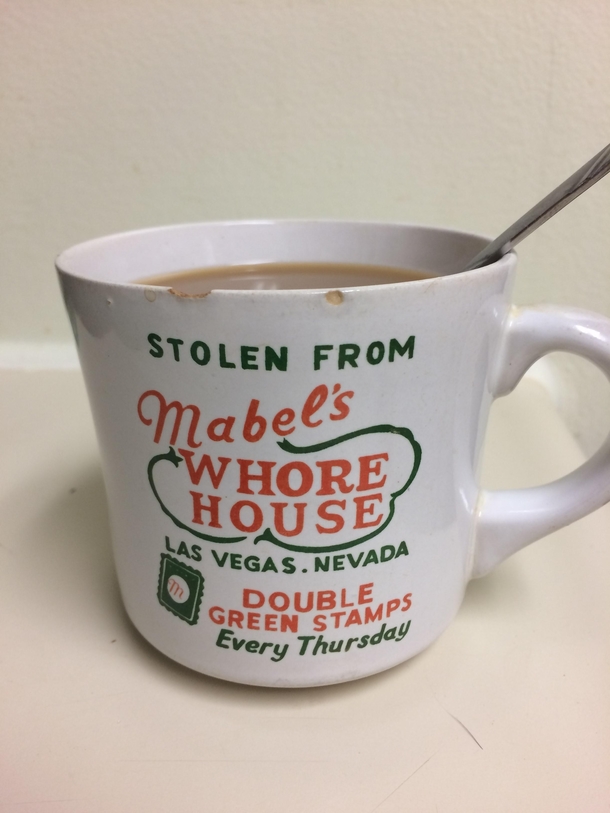 STOLEN FROM
Mabel's
WHORE
HOUSE
LAS VEGAS. NEVADA
m
DOUBLE
GREEN STAMPS
Every Thursday